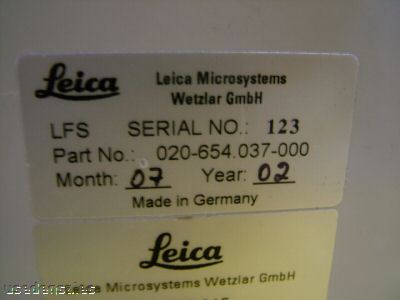 Leica Leica Microsystems
Wetzlar GmbH
LFS SERIAL NO.: 123
Part No.: 020-654.037-000
Month: 07 Year: 02
Made in Germany
Leica
Leica Microsystems Wetzlar GmbH